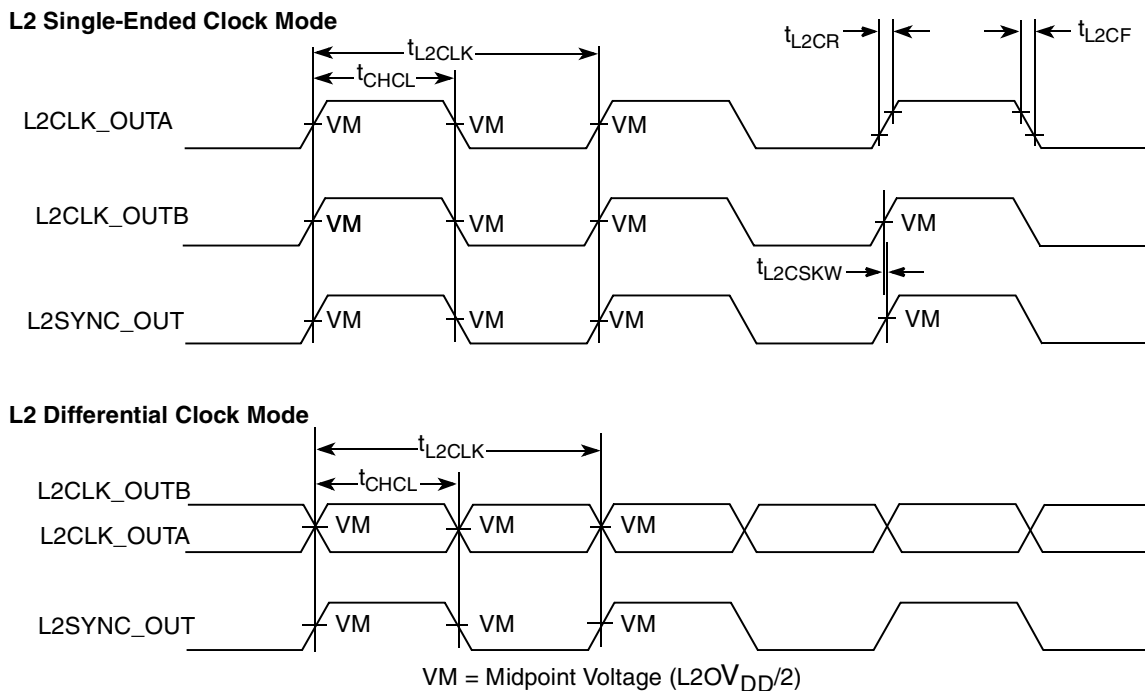 L2 Single-Ended Clock Mode
tL2CLK
tL2CR
tL2CF
tCHCL
L2CLK_OUTA
VM
VM
VM
L2CLK_OUTB
VM
VM
VM
VM
tL2CSKW
L2SYNC_OUT
VM
VM
VM
VM
L2 Differential Clock Mode
tL2CLK
tCHCL
L2CLK_OUTB
L2CLK_OUTA
VM
VM
VM
L2SYNC_OUT
VM
VM
VM
VM = Midpoint Voltage (L2OVDD/2)